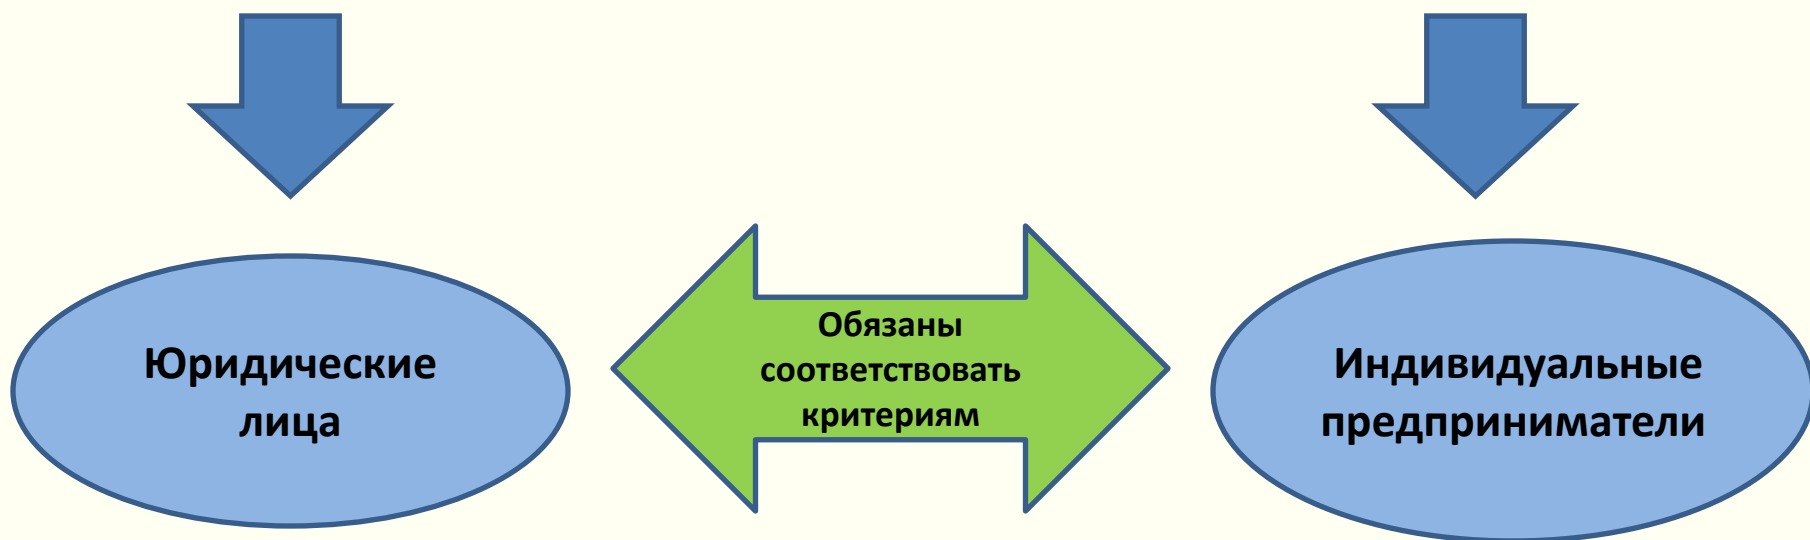 Юридические
лица
Обязаны
соответствовать
критериям
Индивидуальные
предприниматели